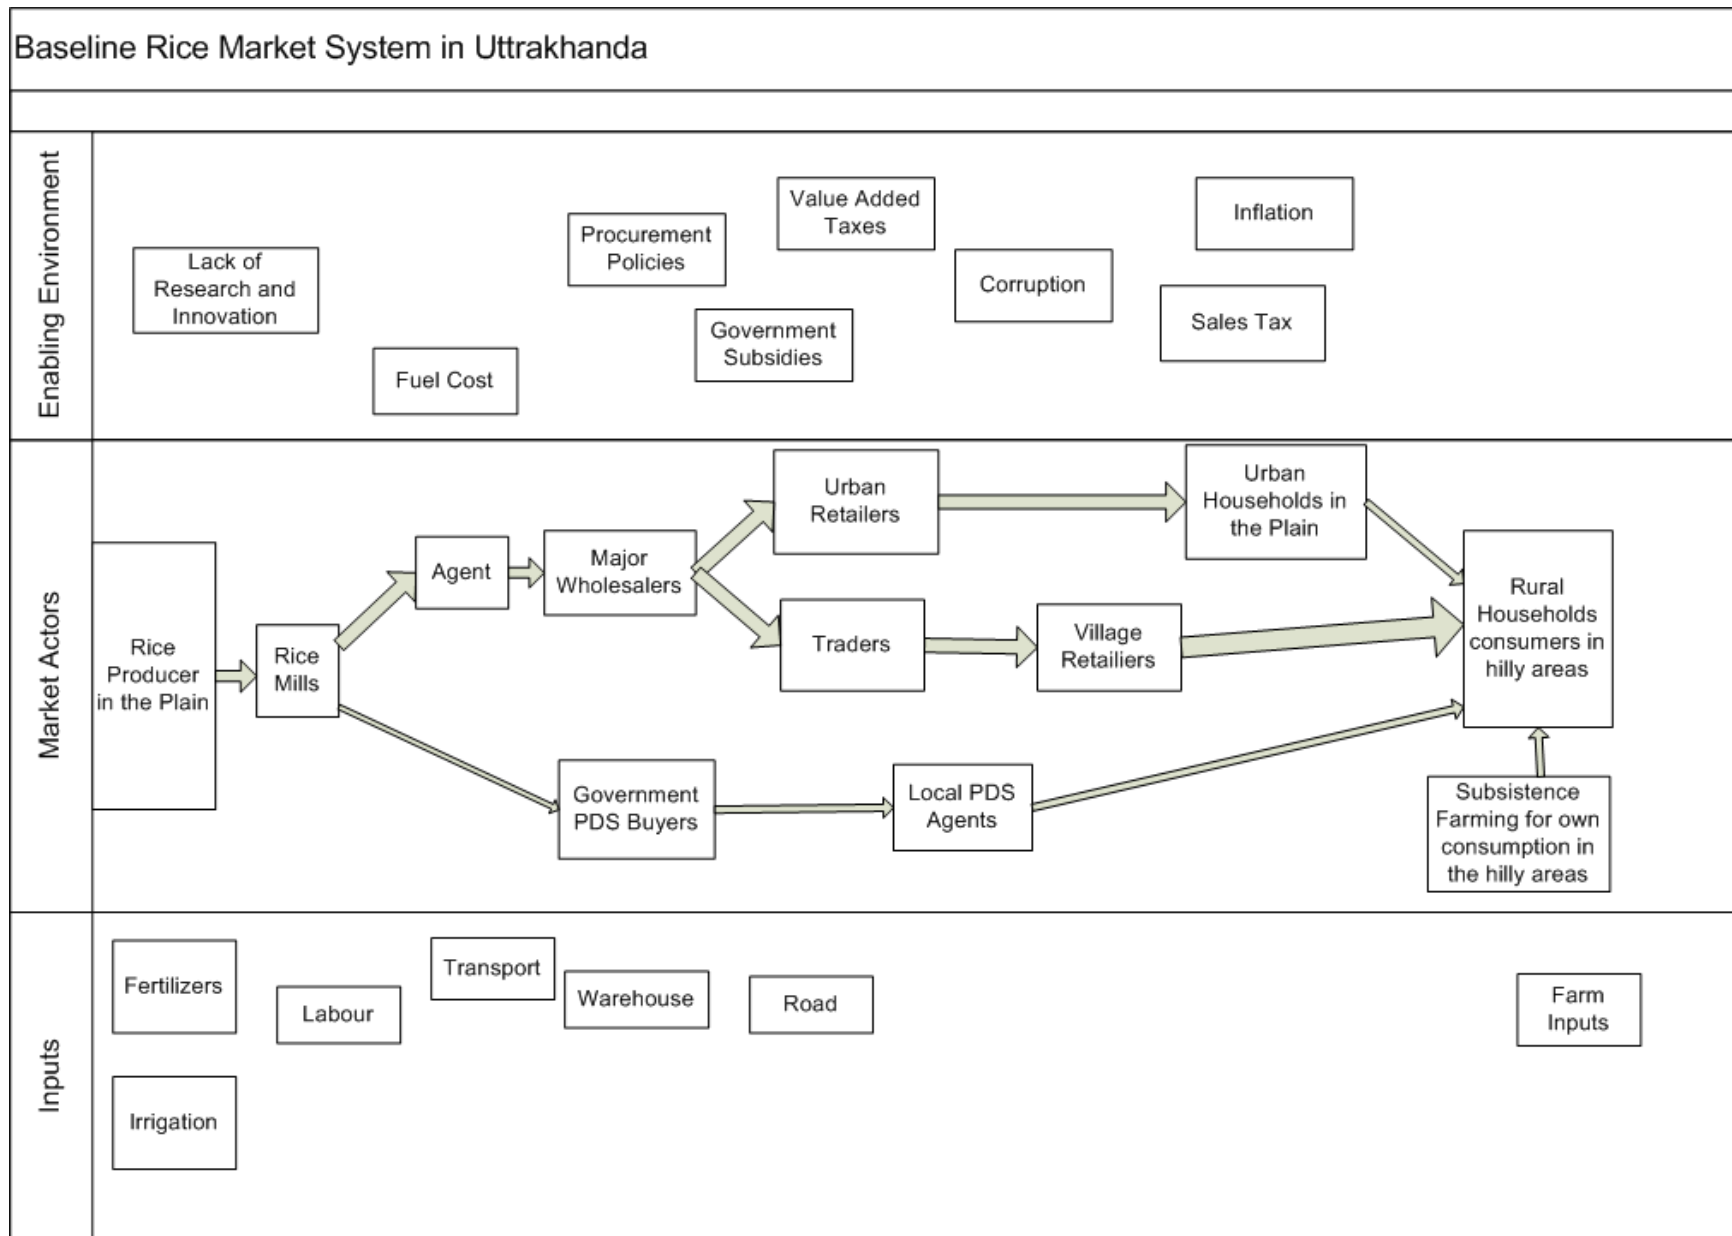 Baseline Rice Market System in Uttrakhanda
Enabling Environment
Lack of
Research and
Innovation
Fuel Cost
Procurement
Policies
Government
Subsidies
Value Added
Taxes
Corruption
Inflation
Sales Tax
Market Actors
Rice
Producer
in the Plain
Rice
Mills
Agent
Major
Wholesalers
Urban
Retailers
Urban
Households in
the Plain
Traders
Village
Retailiers
Rural
Households
consumers in
hilly areas
Government
PDS Buyers
Local PDS
Agents
Subsistence
Farming for own
consumption in
the hilly areas
Inputs
Fertilizers
Labour
Transport
Warehouse
Road
Farm
Inputs
Irrigation